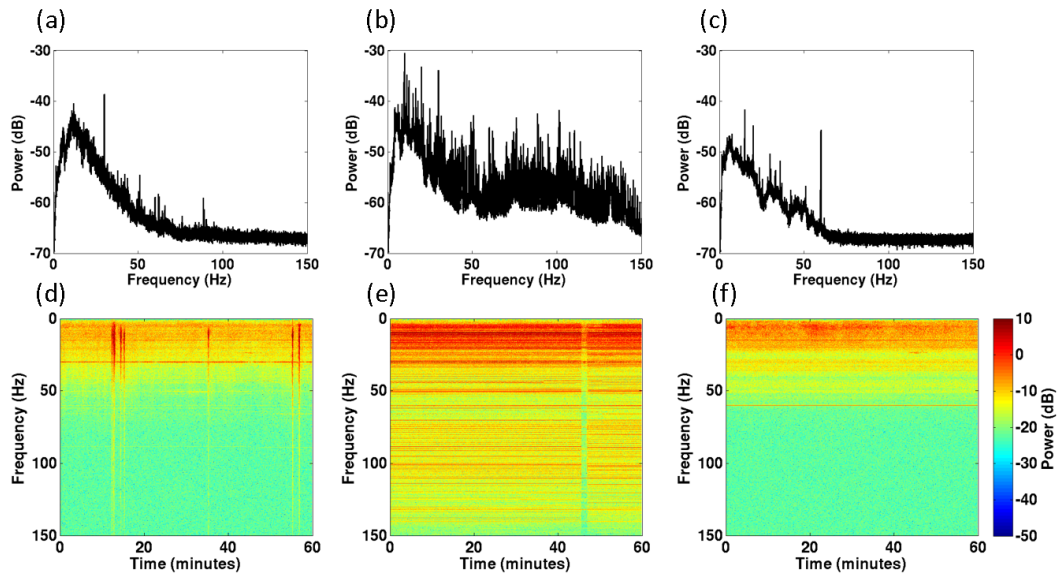 (a) (b) (c)
-30 -30 -30
-40 -40 -40
-50 -50 -50
-60 -60 -60
-70 -70 -70
Power (dB) Power (dB) Power (dB)
0 50 100 150 0 50 100 150 0 50 100 150
Frequency (Hz) Frequency (Hz) Frequency (Hz)
(d) (e) (f)
0 0 0 10
50 50 50 0
100 100 100 -10
150 150 150 -20
-30
-40
-50
Frequency (Hz) Frequency (Hz) Frequency (Hz) Power (dB)
0 20 40 60 0 20 40 60 0 20 40 60
Time (minutes) Time (minutes) Time (minutes)